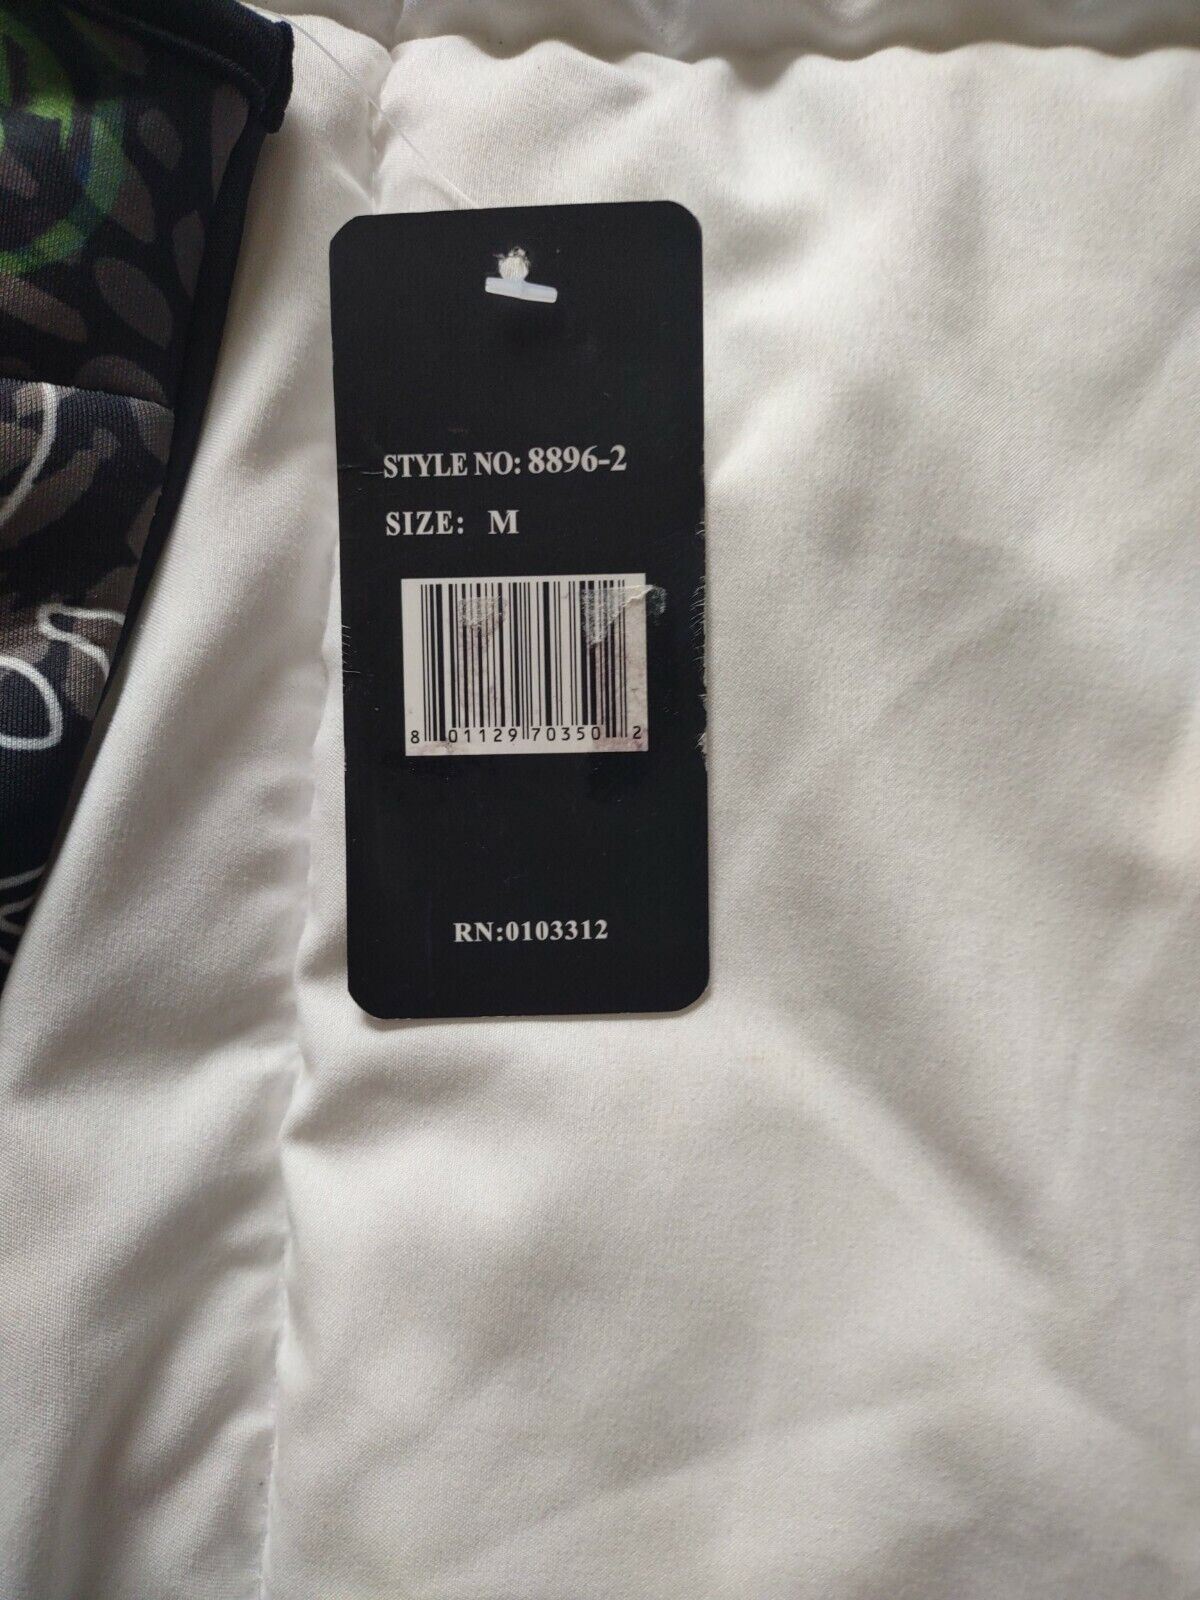 STYLE NO: 8896-2
SIZE: M
8 01129 70350 2
RN:0103312